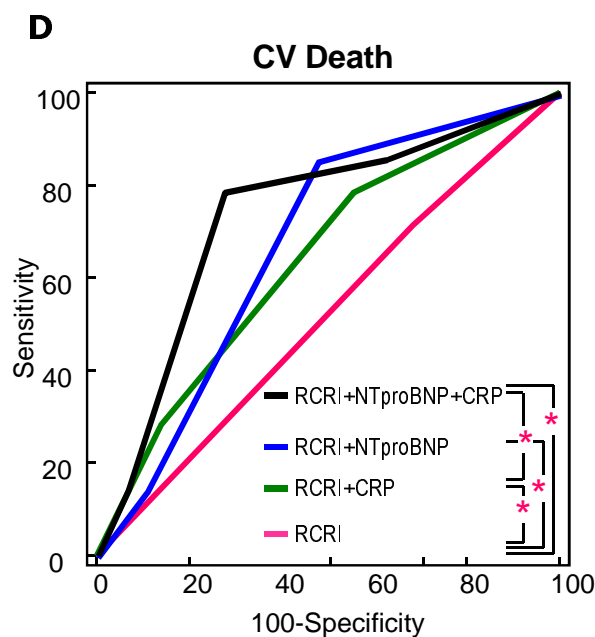 D
CV Death
100
80
60
40
20
0
Sensitivity
RCRI+NTproBNP+CRP
*
RCRI+NTproBNP
*
RCRI+CRP
*
*
RCRI
0 20 40 60 80 100
100-Specificity